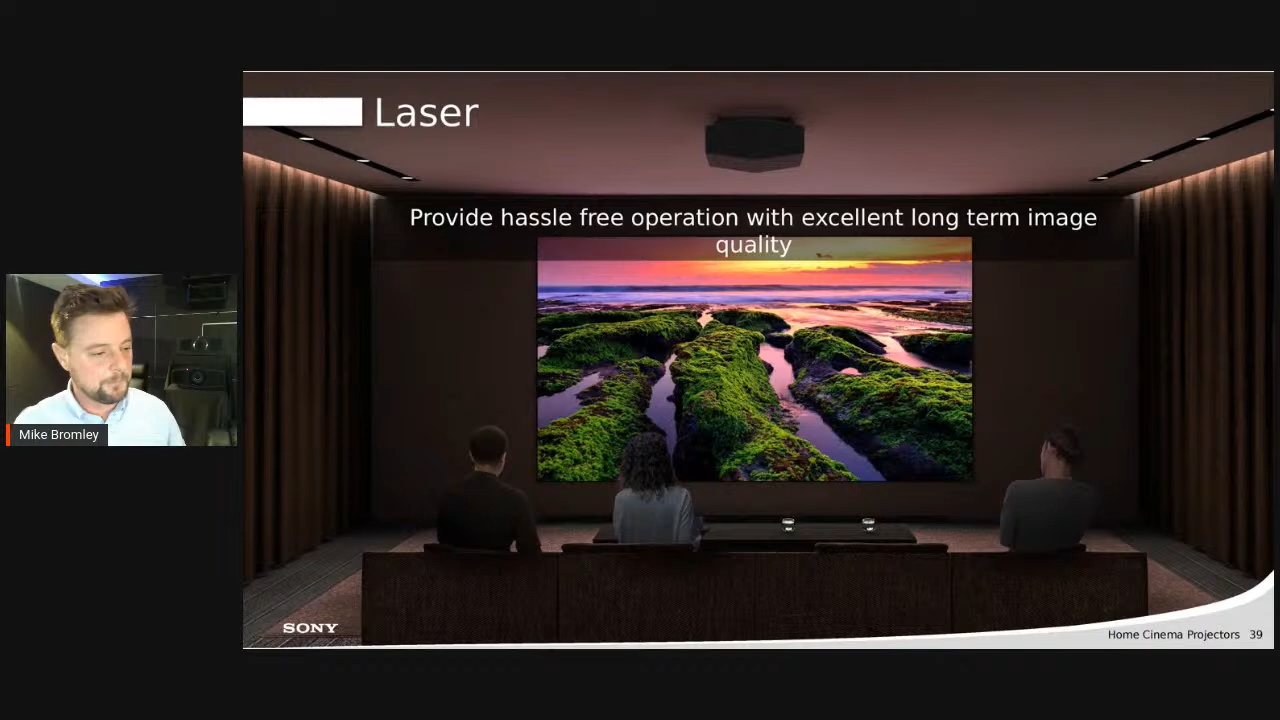 Laser
Provide hassle free operation with excellent long term image
quality
Mike Bromley
SONY
Home Cinema Projectors 39